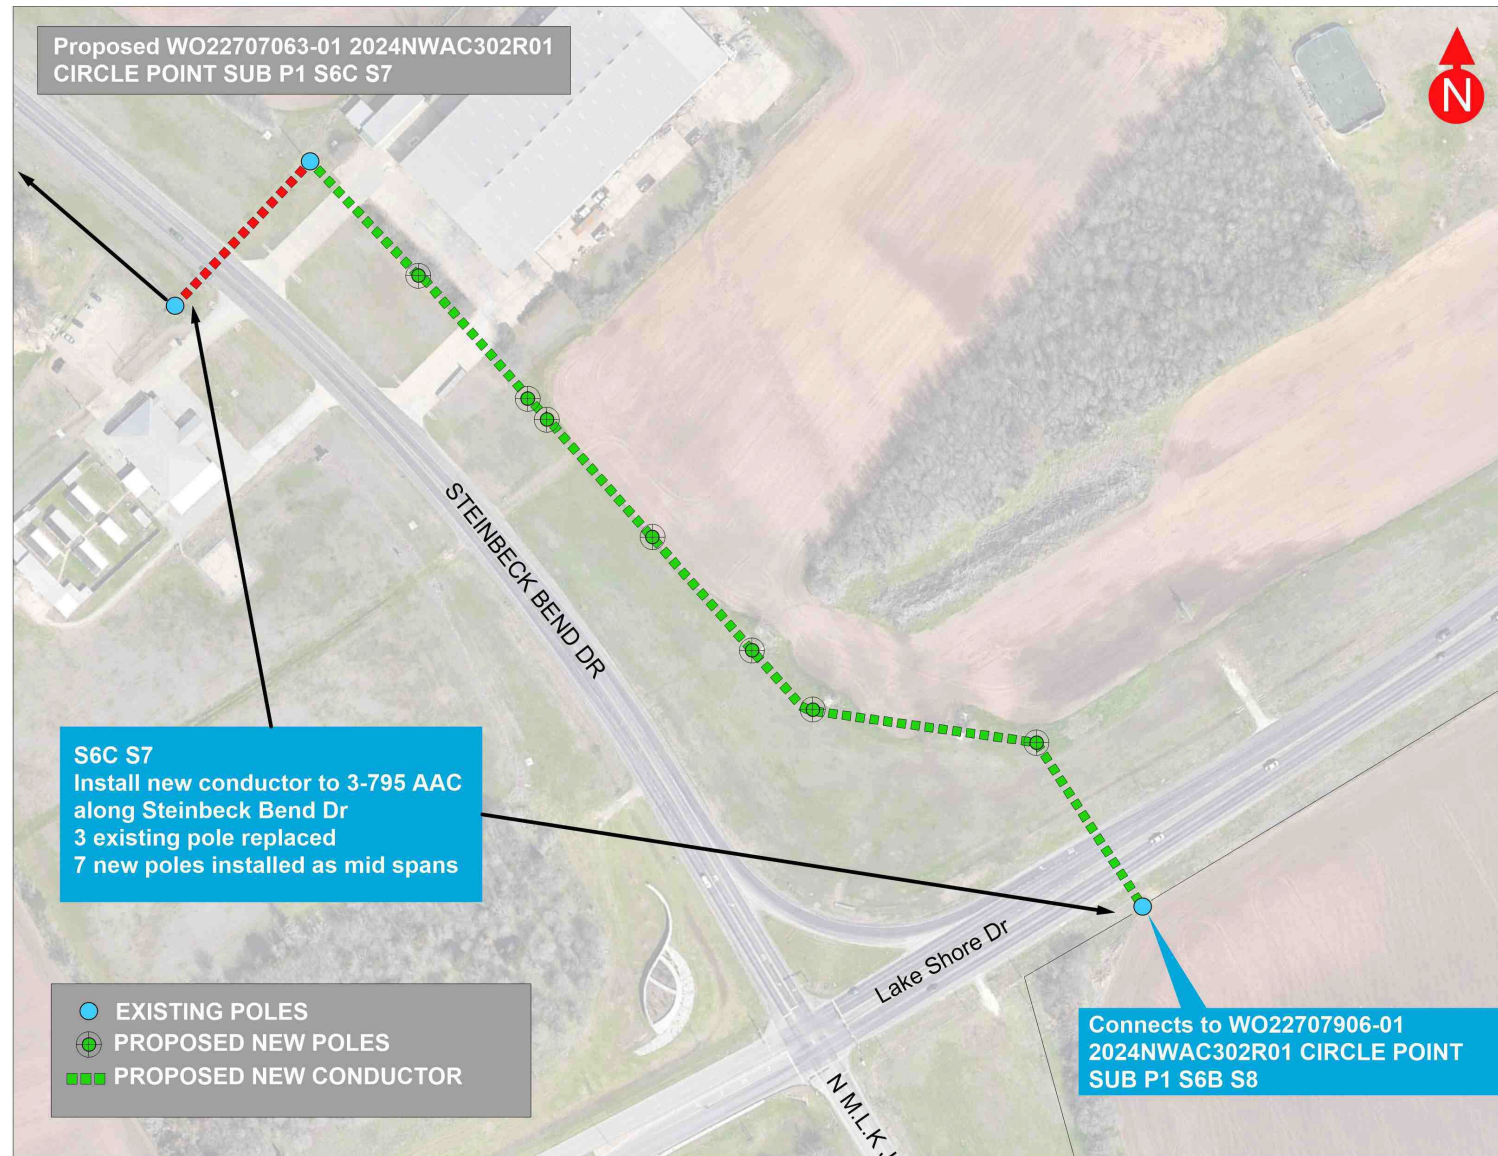 Proposed WO22707063-01 2024NWAC302R01
CIRCLE POINT SUB P1 S6C S7
N
STEINBECK BEND DR
S6C S7
Install new conductor to 3-795 AAC
along Steinbeck Bend Dr
3 existing pole replaced
7 new poles installed as mid spans
Lake Shore Dr
EXISTING POLES
PROPOSED NEW POLES
PROPOSED NEW CONDUCTOR
Connects to WO22707906-01
2024NWAC302R01 CIRCLE POINT
SUB P1 S6B S8
N M.L.K